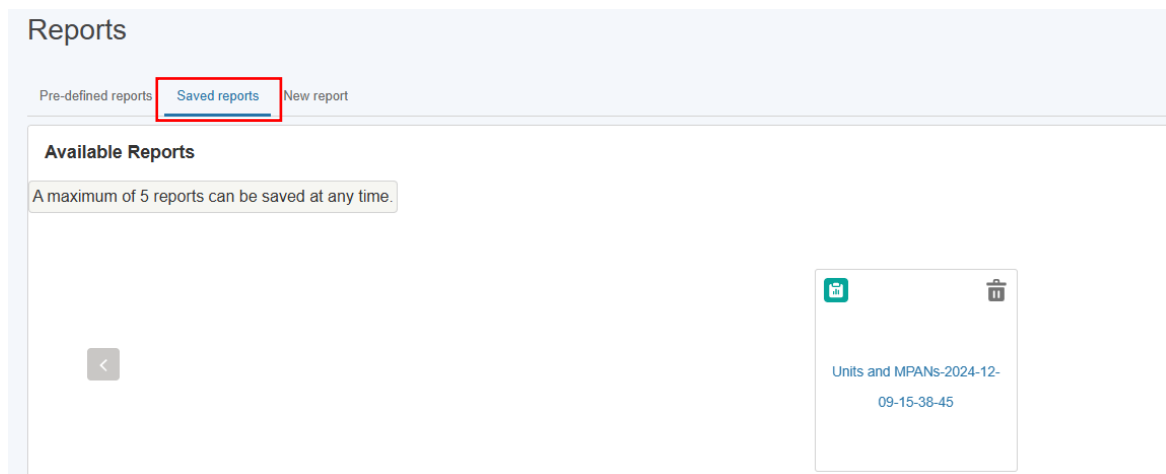 Reports
Pre-defined reports Saved reports New report
Available Reports
A maximum of 5 reports can be saved at any time.
Units and MPANs-2024-12-
09-15-38-45